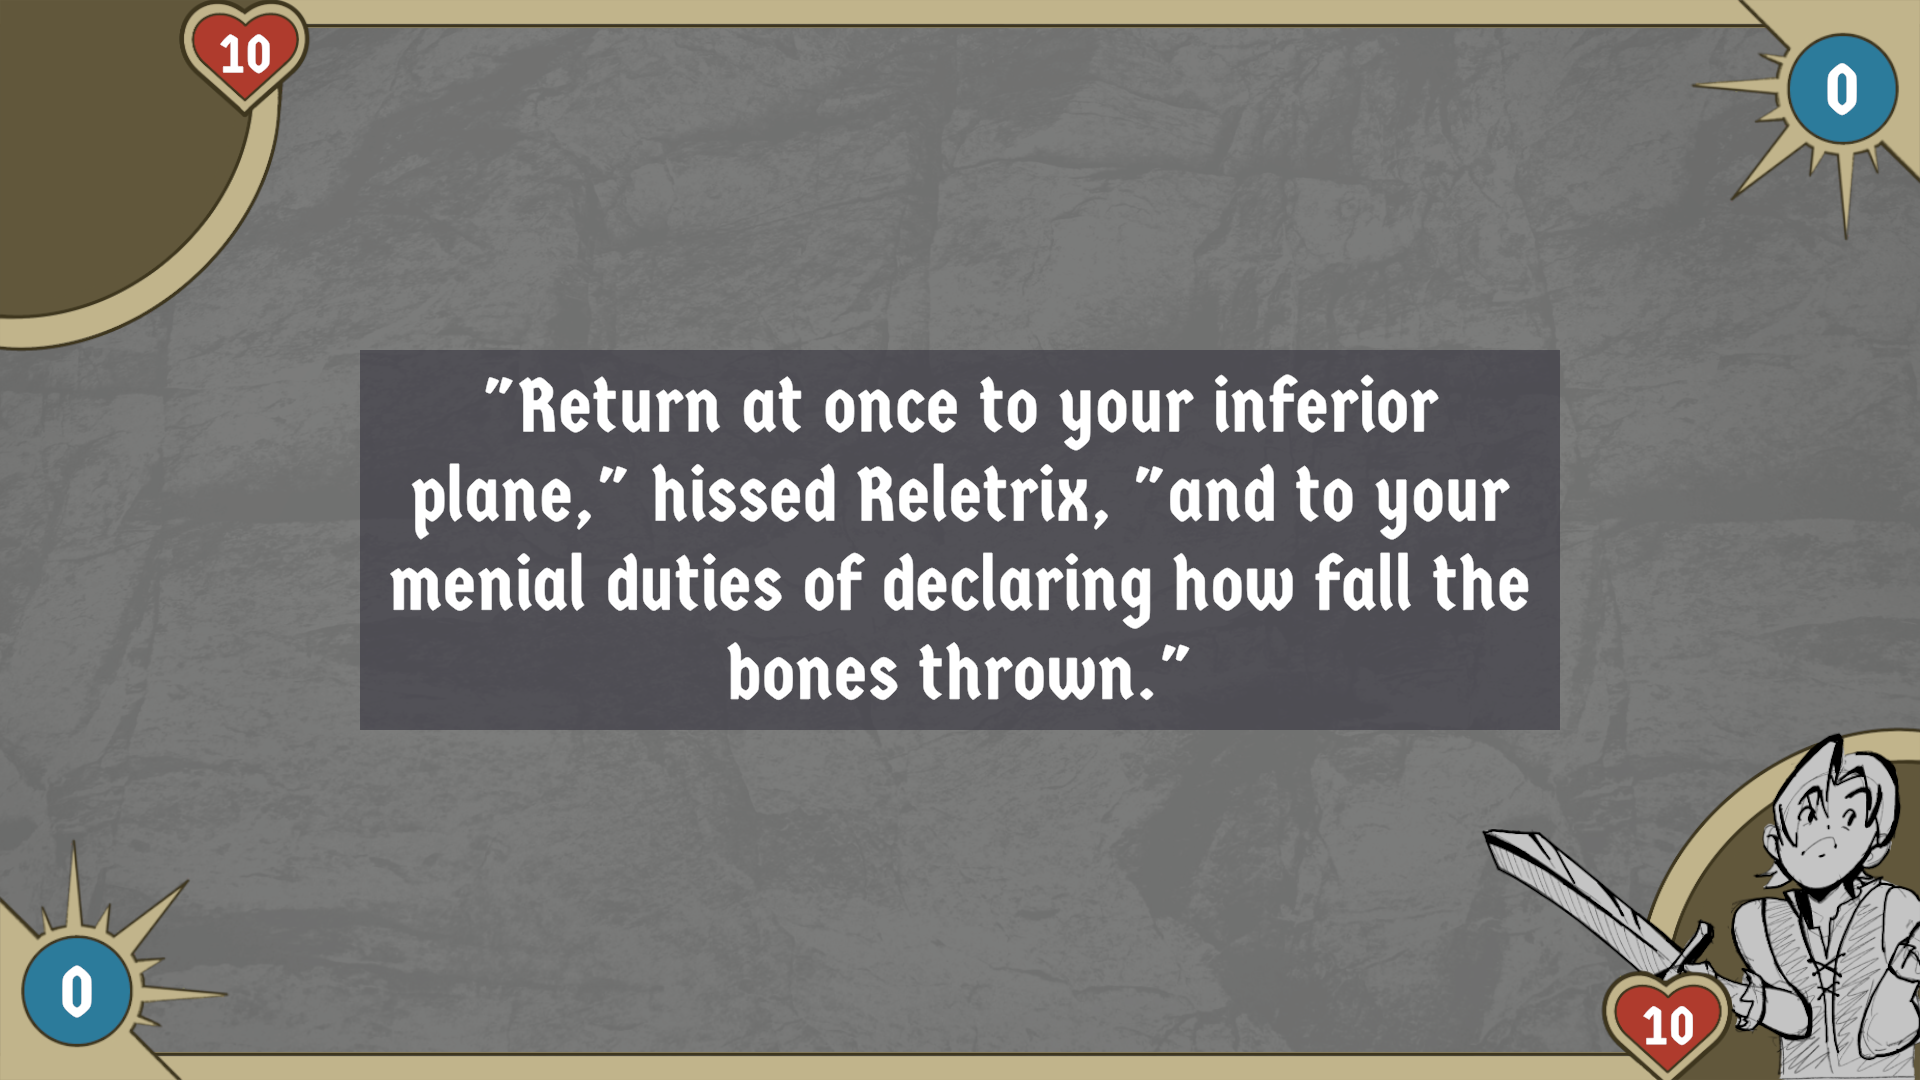 10
0
"Return at once to your inferior
plane," hissed Reletrix, "and to your
menial duties of declaring how fall the
bones thrown."
0
10